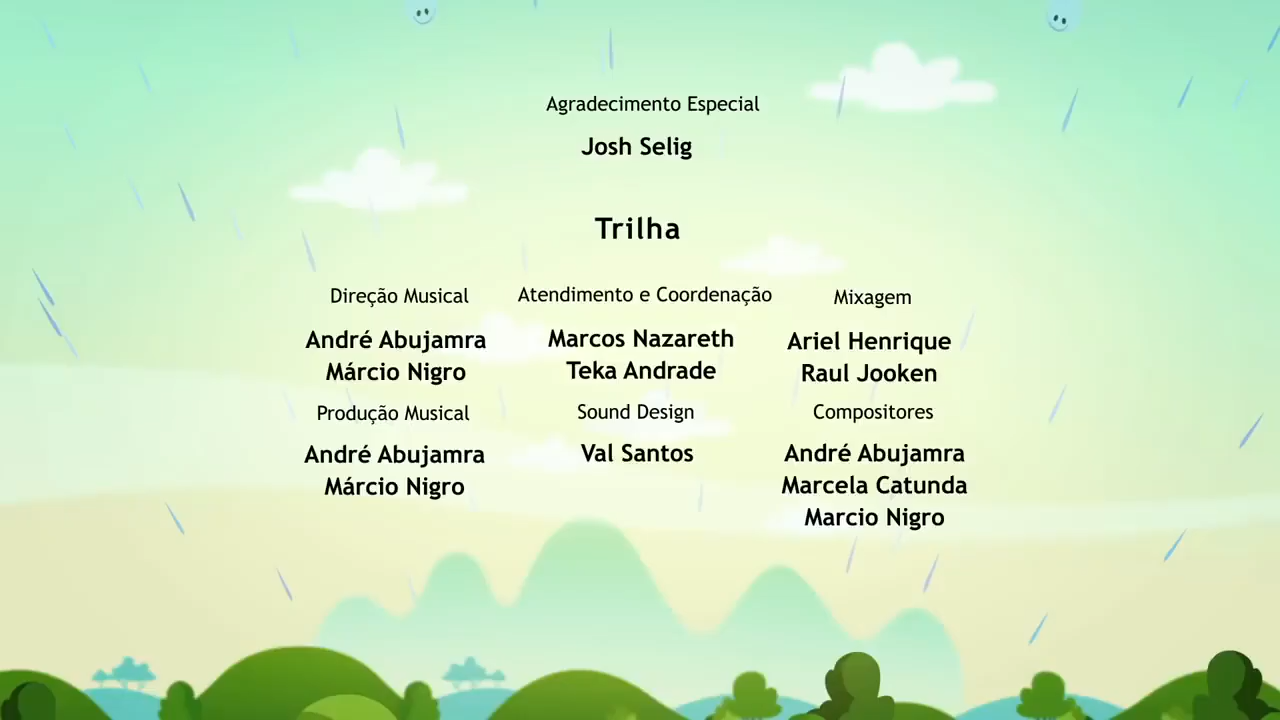 Agradecimento Especial
Josh Selig
Trilha
Direção Musical
André Abujamra
Márcio Nigro
Atendimento e Coordenação
Marcos Nazareth
Teka Andrade
Mixagem
Ariel Henrique
Raul Jooken
Produção Musical
André Abujamra
Márcio Nigro
Sound Design
Val Santos
Compositores
André Abujamra
Marcela Catunda
Marcio Nigro